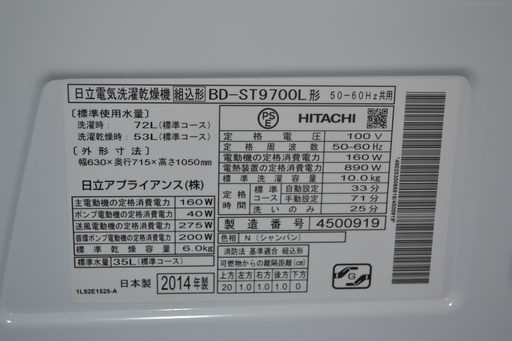 日立電気洗濯乾燥機 組込形 BD-ST9700L形 50-60Hz共用
[標準使用水量]
洗濯時: 72L(標準コース)
洗濯乾燥時: 53L(標準コース)
[外形寸法]
幅630×奥行715×高さ1050mm
日立アプライアンス(株)
主電動機の定格消費電力 160W
ポンプ電動機の定格消費電力 40W
送風電動機の定格消費電力 275W
循環ポンプ電動機の定格消費電力 200W
標準乾燥容量 6.0kg
標準水量 35L(標準コース)
日本製 2014年製
1L92E1525-A
PSE HITACHI
定格電圧 100V
定格周波数 50-60Hz
電動機の定格消費電力 160W
電熱装置の定格消費電力 890W
標準洗濯容量 10.0kg
定格時間 標準コース 自動設定 33分
手動設定 71分
洗いのみ 25分
製造番号 4500919
色相 N(シャンパン)
消防法 基準適合 組込形
可燃物からの離隔距離(cm)
上方 左方 右方 前方 後方 下方
20 1.0 1.0 0 1.0 0
G